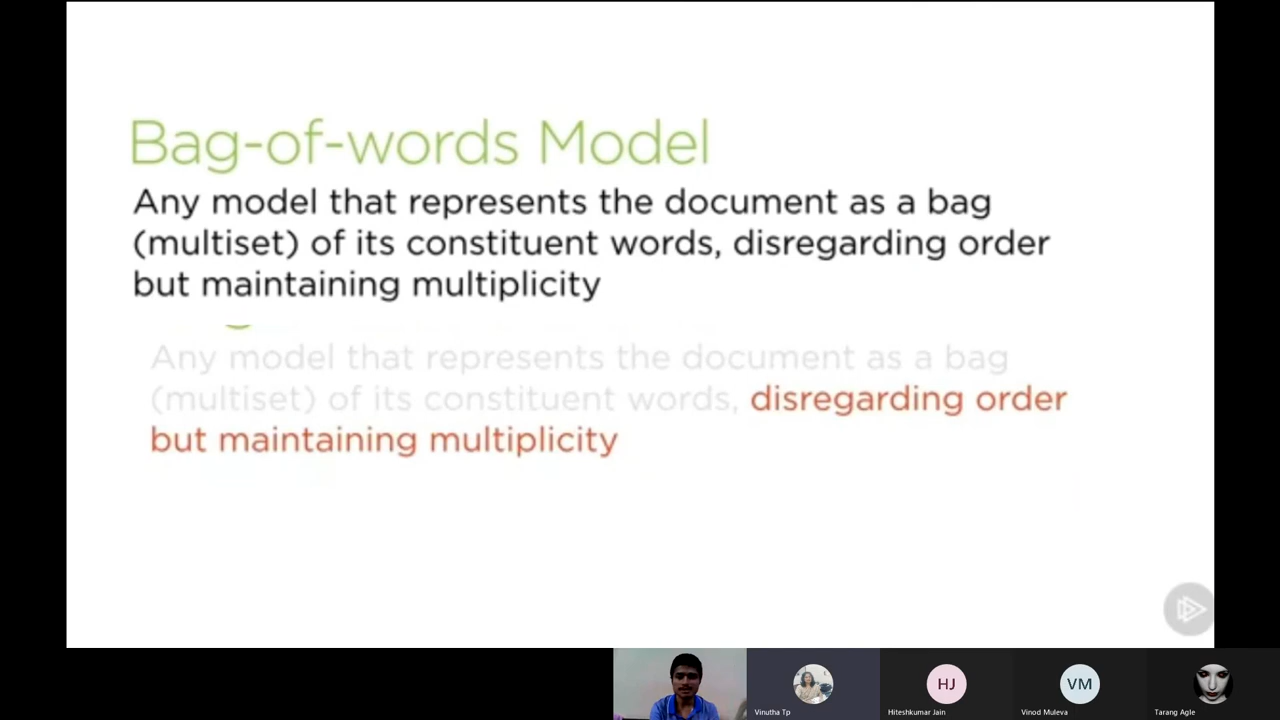 Bag-of-words Model
Any model that represents the document as a bag
(multiset) of its constituent words, disregarding order
but maintaining multiplicity
Any model that represents the document as a bag
(multiset) of its constituent words, disregarding order
but maintaining multiplicity
HJ
VM
Vinutha Tp
Hiteshkumar Jain
Vinod Muleva
Tarang Agle